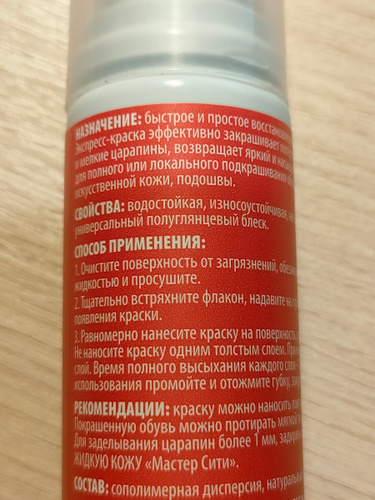 НАЗНАЧЕНИЕ: быстрое и простое
Экспресс-краска эффективно закрашивает
и мелкие царапины, возвращает яркий и
для полного или локального подкрашивания
искусственной кожи, подошвы.
СВОЙСТВА: водостойкая, износоустойчивая,
универсальный полуглянцевый блеск.
СПОСОБ ПРИМЕНЕНИЯ:
1. Очистите поверхность от загрязнений,
жидкостью и просушите.
2. Тщательно встряхните флакон, надавите
появления краски.
3. Равномерно нанесите краску на поверхность.
Не наносите краску одним толстым слоем.
слой. Время полного высыхания каждого слоя
использования промойте и отожмите губку,
РЕКОМЕНДАЦИИ: краску можно наносить
Покрашенную обувь можно протирать
Для заделывания царапин более 1 мм,
ЖИДКУЮ КОЖУ «Мастер Сити».
СОСТАВ: сополимерная дисперсия,